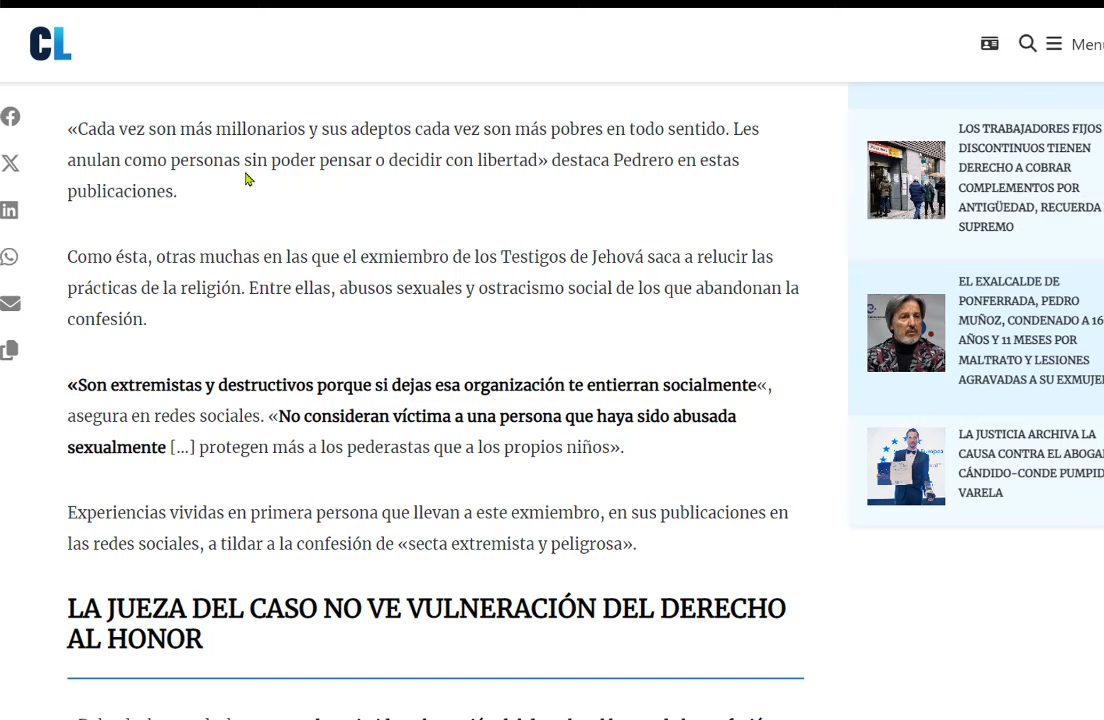 CL
Menú
«Cada vez son más millonarios y sus adeptos cada vez son más pobres en todo sentido. Les
anulan como personas sin poder pensar o decidir con libertad» destaca Pedrero en estas
publicaciones.
Como ésta, otras muchas en las que el exmiembro de los Testigos de Jehová saca a relucir las
prácticas de la religión. Entre ellas, abusos sexuales y ostracismo social de los que abandonan la
confesión.
«Son extremistas y destructivos porque si dejas esa organización te entierran socialmente«,
asegura en redes sociales. «No consideran víctima a una persona que haya sido abusada
sexualmente [...] protegen más a los pederastas que a los propios niños».
Experiencias vividas en primera persona que llevan a este exmiembro, en sus publicaciones en
las redes sociales, a tildar a la confesión de «secta extremista y peligrosa».
LA JUEZA DEL CASO NO VE VULNERACIÓN DEL DERECHO
AL HONOR
LOS TRABAJADORES FIJOS
DISCONTINUOS TIENEN
DERECHO A COBRAR
COMPLEMENTOS POR
ANTIGÜEDAD, RECUERDA
SUPREMO
EL EXALCALDE DE
PONFERRADA, PEDRO
MUÑOZ, CONDENADO A 16
AÑOS Y 11 MESES POR
MALTRATO Y LESIONES
AGRAVADAS A SU EXMUJER
LA JUSTICIA ARCHIVA LA
CAUSA CONTRA EL
CÁNDIDO-CONDE
VARELA